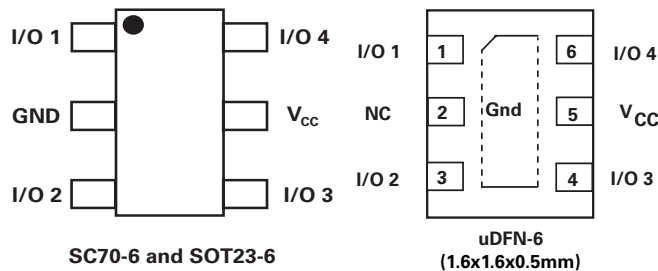 I/O 1
I/O 4
GND
VCC
I/O 2
I/O 3
SC70-6 and SOT23-6
I/O 1
1
6
I/O 4
NC
2
Gnd
5
VCC
I/O 2
3
4
I/O 3
uDFN-6
(1.6x1.6x0.5mm)